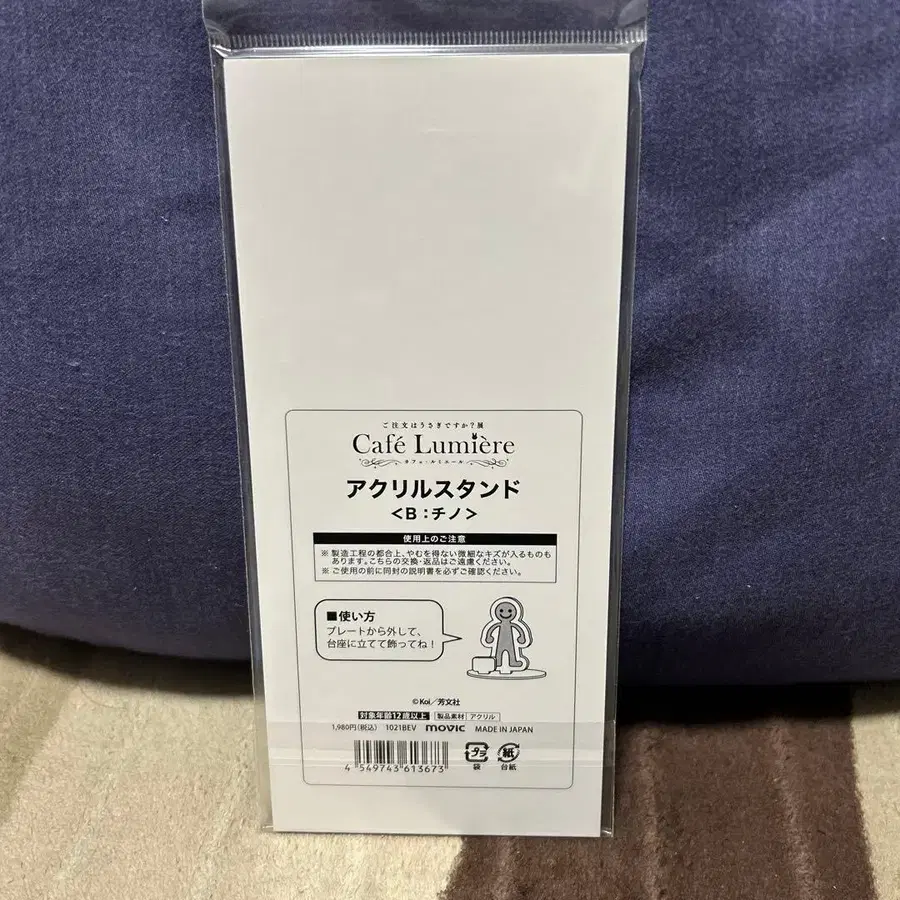 ご注文はうさぎですか?展
Café Lumière
カフェ・ルミエール
アクリルスタンド
<B:チノ>
使用上のご注意
※製造工程の都合上、やむを得ない微細なキズが入るものも
あります。こちらの交換・返品はご遠慮ください。
※ご使用の前に同封の説明書を必ずご確認ください。
■使い方
プレートから外して、
台座に立てて飾ってね!
©Koi/芳文社
対象年齢12歳以上 製品素材 アクリル
1,980円(税込) 1021BEV movic MADE IN JAPAN
4 549743 613673
プラ 紙
袋 台紙